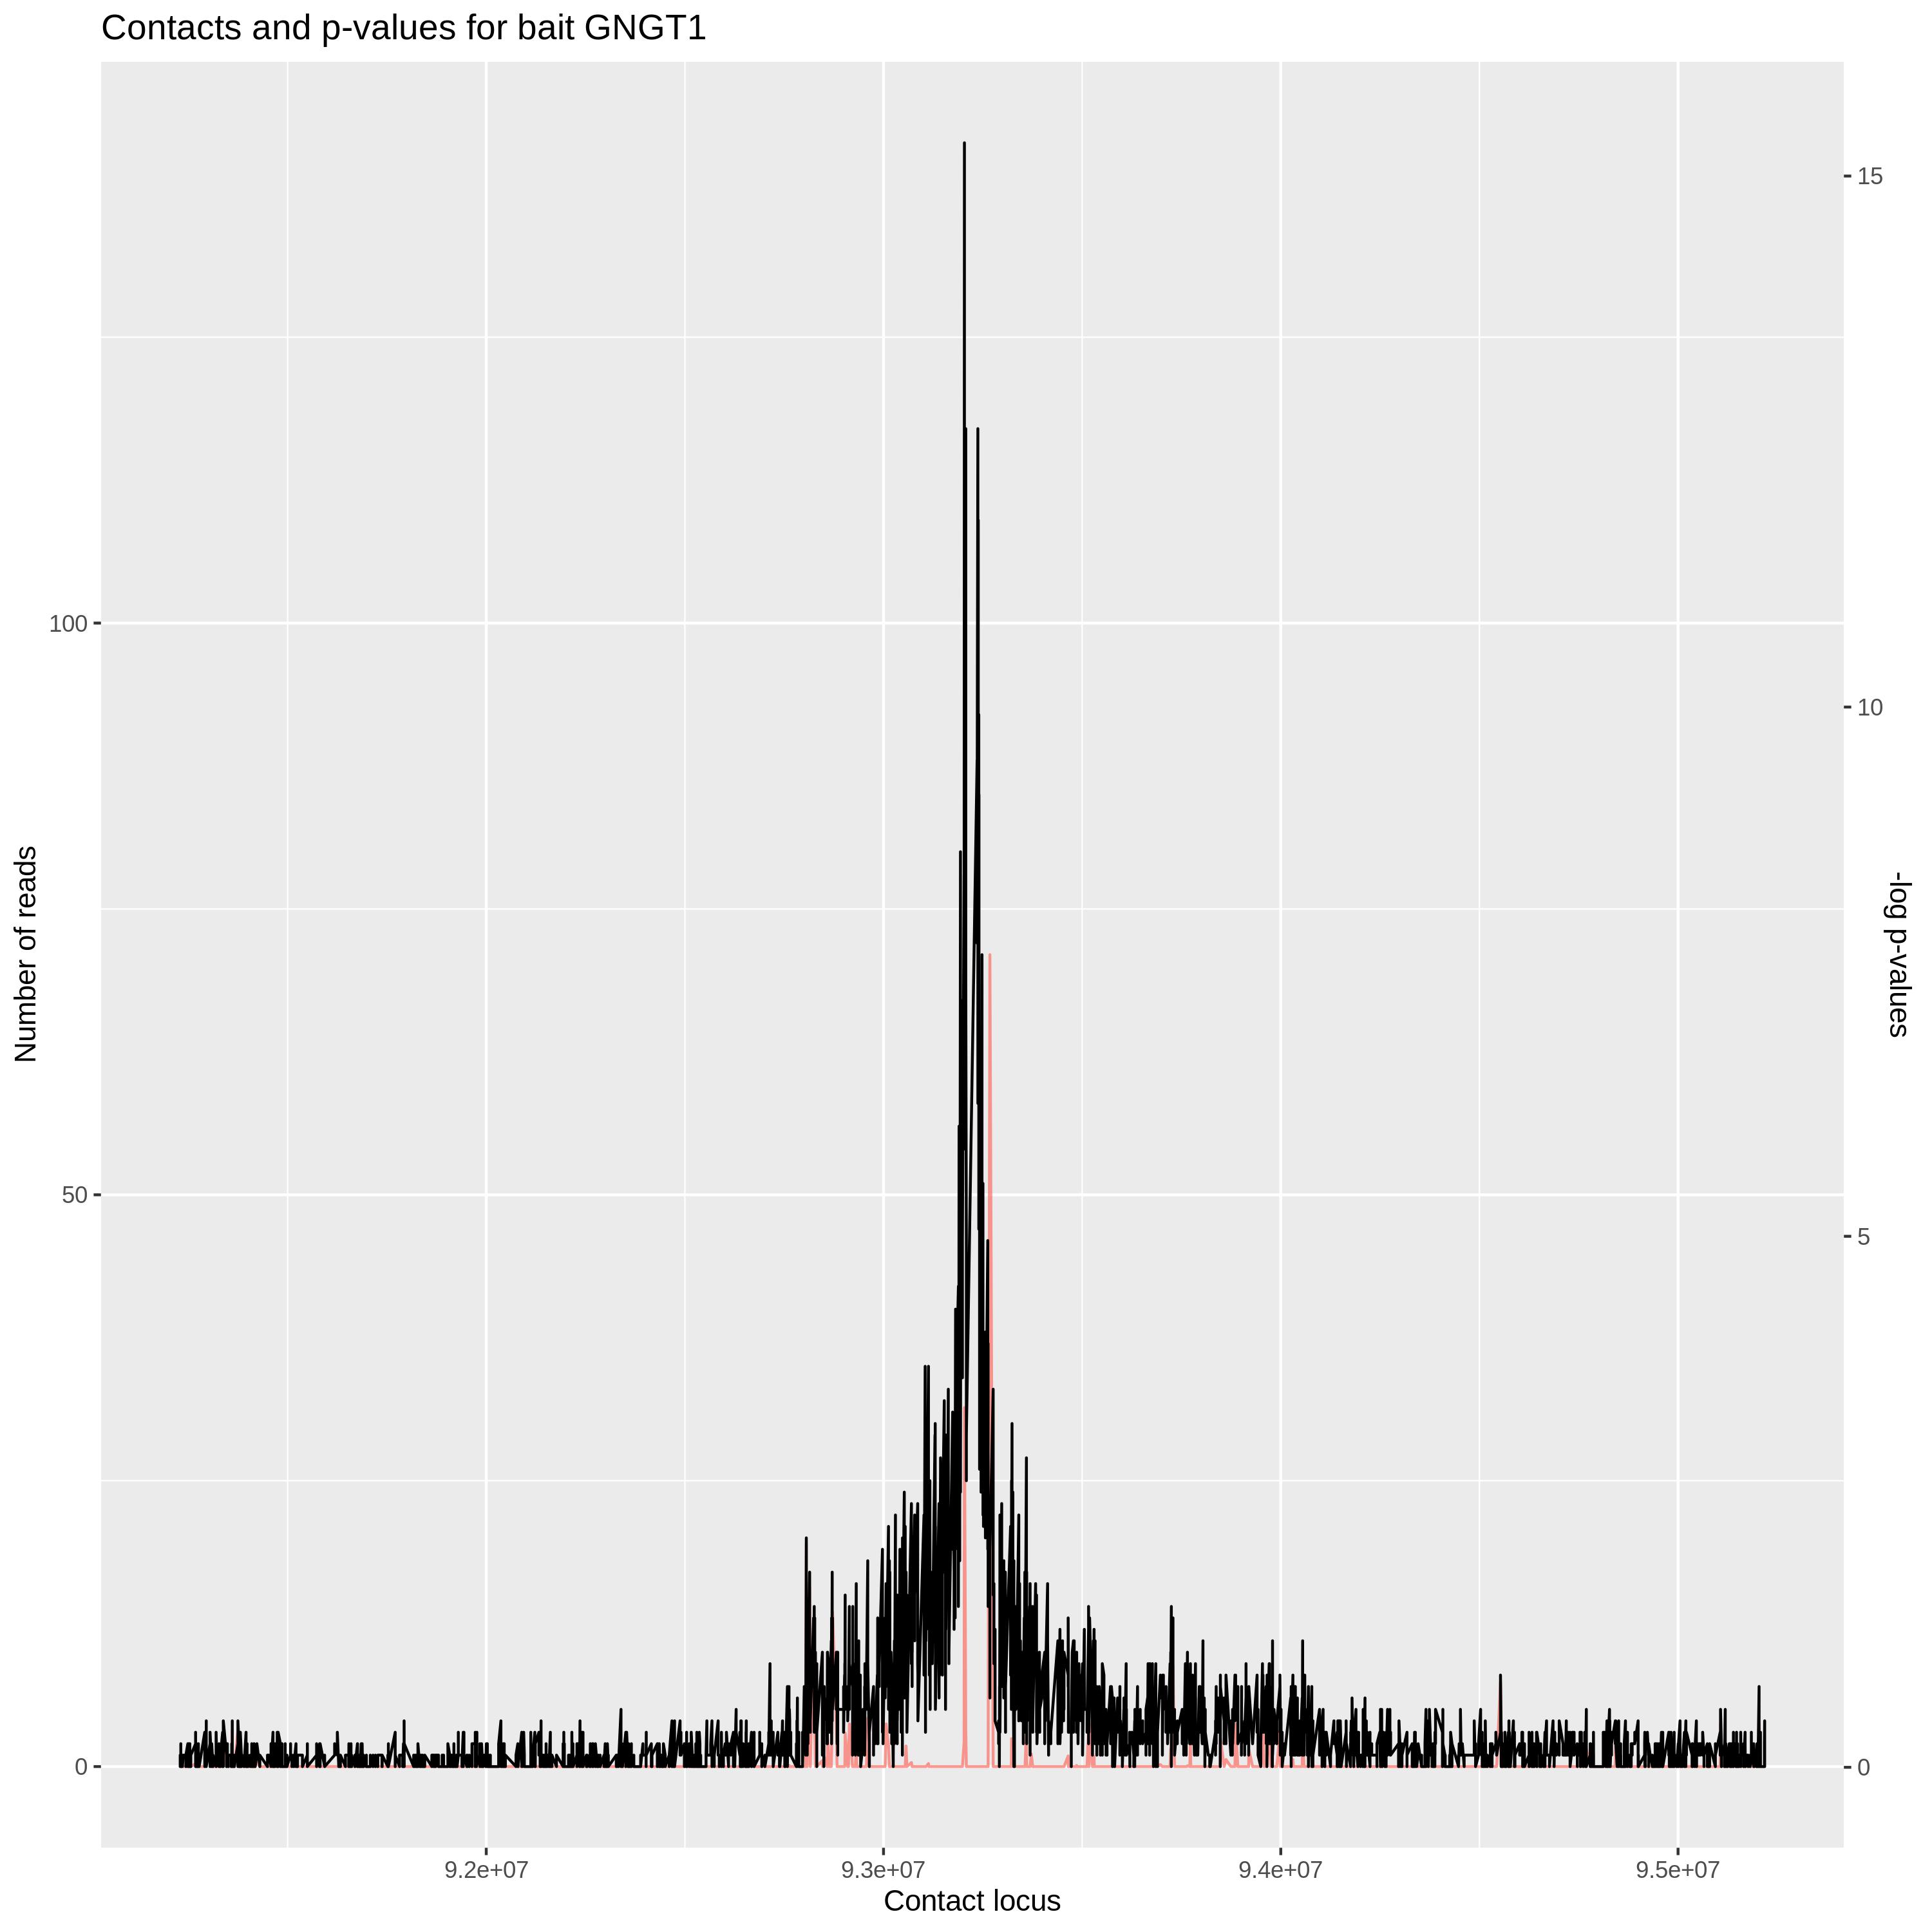 Contacts and p-values for bait GNGT1
15
100
10
Number of reads
-log p-values
50
5
0
0
9.2e+07
9.3e+07
9.4e+07
9.5e+07
Contact locus